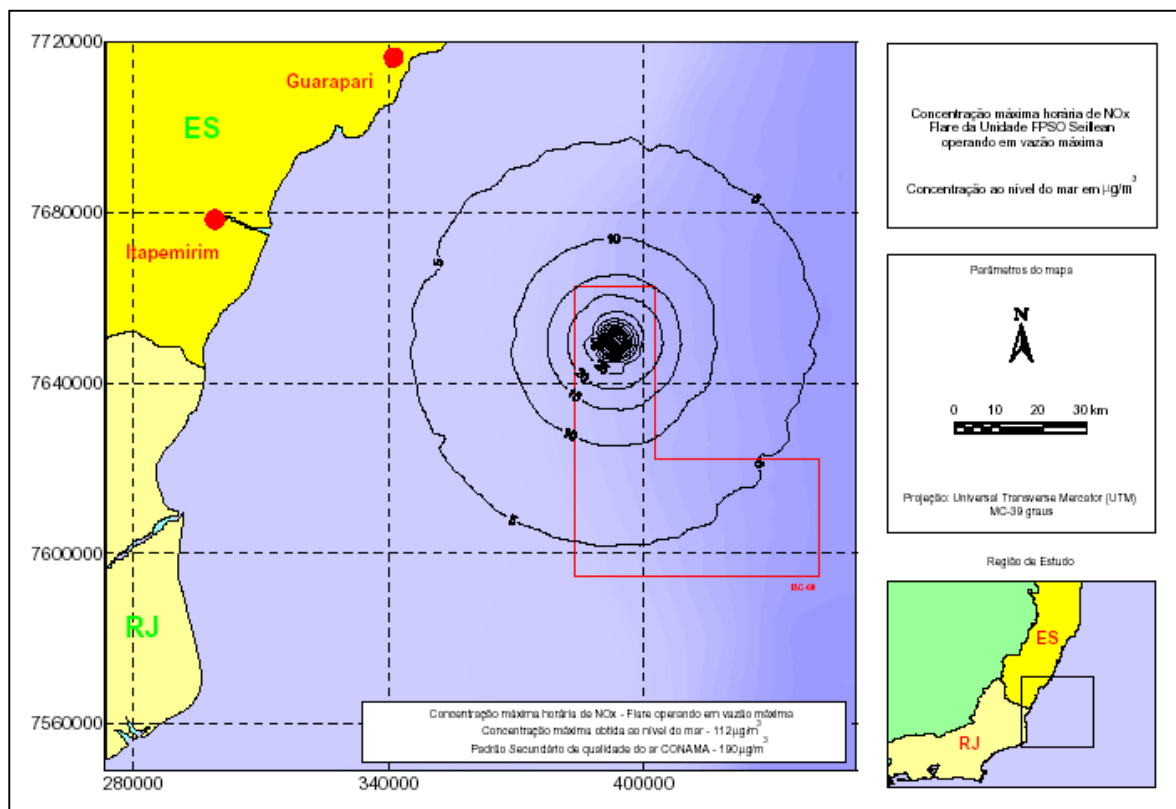 7720000
7680000
7640000
7600000
7560000
280000
340000
400000
Guarapari
ES
Itapemirim
RJ
5
5
10
5
15
10
5
5
Concentração máxima horária de NOx - Flare operando em vazão máxima
Concentração máxima obtida ao nível do mar - 112µg/m³
Padrão Secundário de qualidade do ar CONAMA - 190µg/m³
Concentração máxima horária de NOx
Flare da Unidade FPSO Seillean
operando em vazão máxima
Concentração ao nível do mar em µg/m³
Parâmetros do mapa
N
0 10 20 30 km
Projeção: Universal Transverse Mercator (UTM)
MC-39 graus
Região de Estudo
ES
RJ